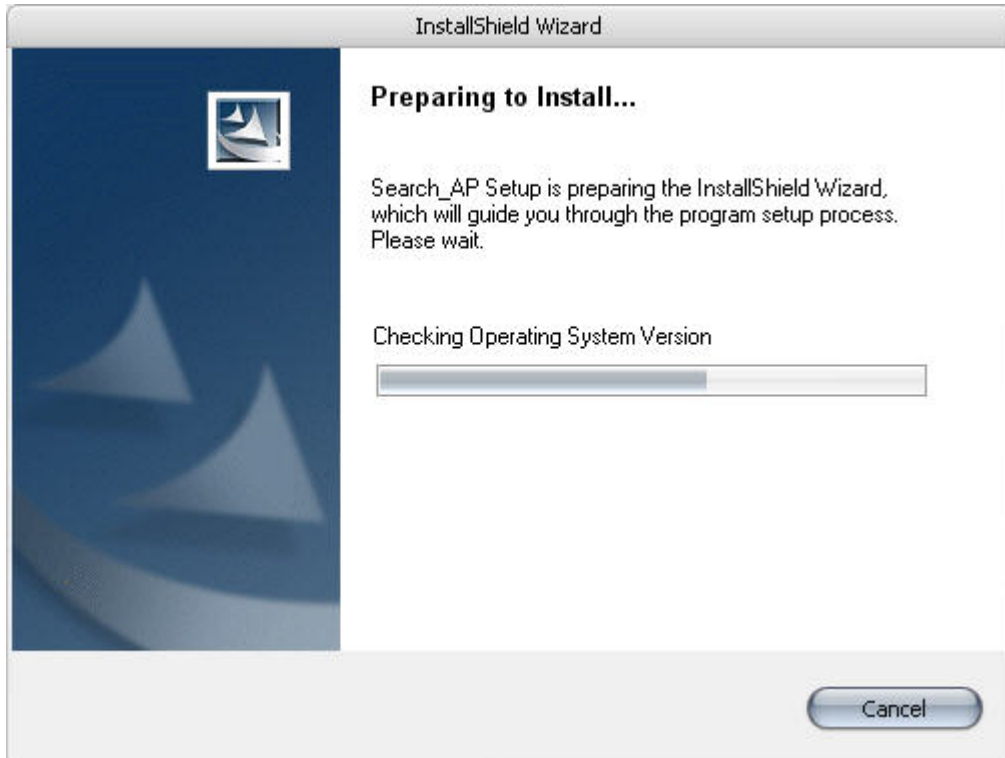 InstallShield Wizard
Preparing to Install...
Search_AP Setup is preparing the InstallShield Wizard,
which will guide you through the program setup process.
Please wait.
Checking Operating System Version
Cancel